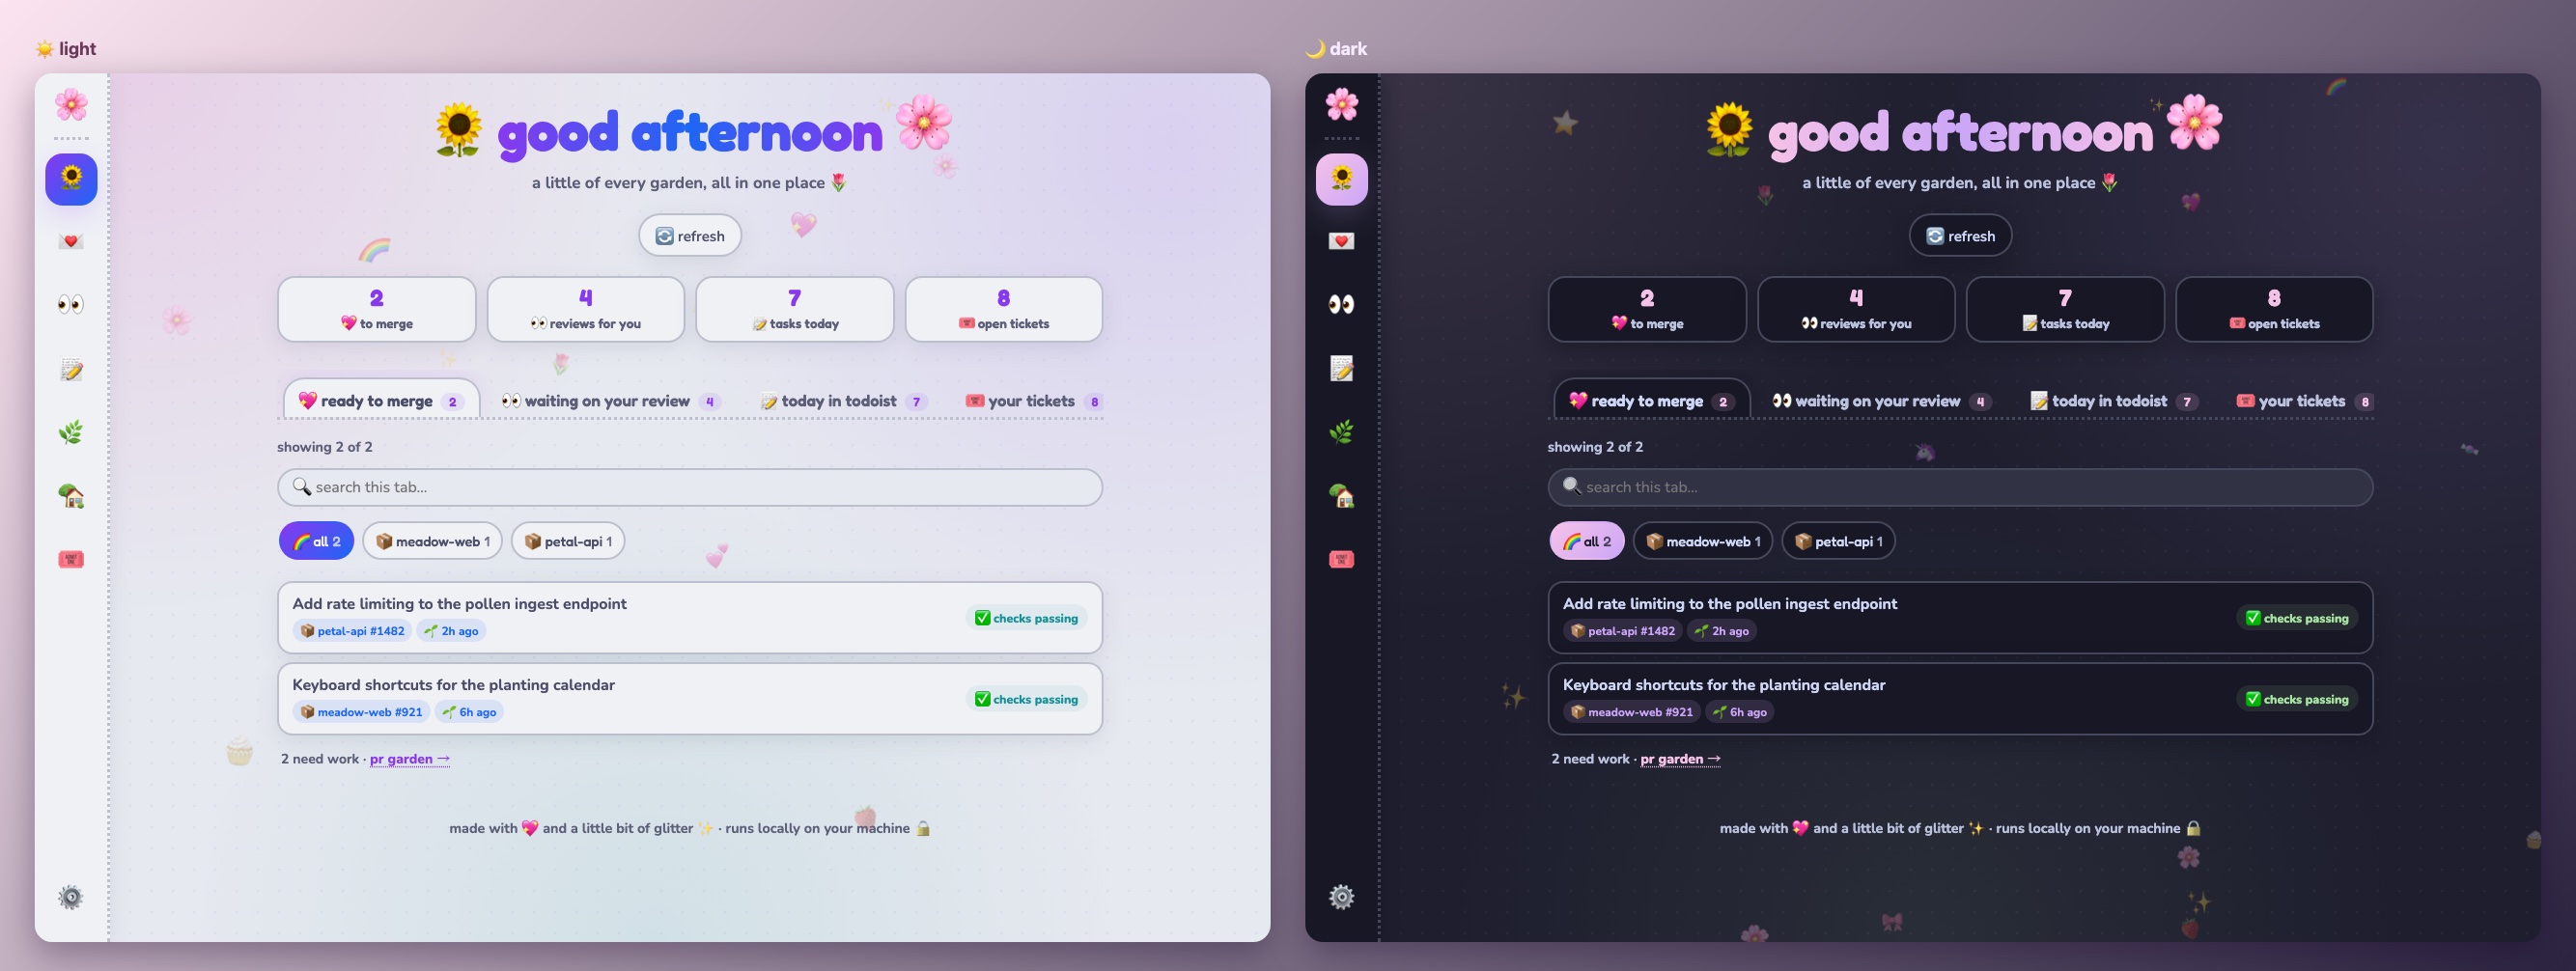 light
good afternoon
a little of every garden, all in one place
refresh
2
to merge
4
reviews for you
7
tasks today
8
open tickets
ready to merge 2
waiting on your review 4
today in todoist 7
your tickets 8
showing 2 of 2
search this tab...
all 2
meadow-web 1
petal-api 1
Add rate limiting to the pollen ingest endpoint
petal-api #1482
2h ago
checks passing
Keyboard shortcuts for the planting calendar
meadow-web #921
6h ago
checks passing
2 need work · pr garden →
made with 💖 and a little bit of glitter ✨ · runs locally on your machine
dark
good afternoon
a little of every garden, all in one place
refresh
2
to merge
4
reviews for you
7
tasks today
8
open tickets
ready to merge 2
waiting on your review 4
today in todoist 7
your tickets 8
showing 2 of 2
search this tab...
all 2
meadow-web 1
petal-api 1
Add rate limiting to the pollen ingest endpoint
petal-api #1482
2h ago
checks passing
Keyboard shortcuts for the planting calendar
meadow-web #921
6h ago
checks passing
2 need work · pr garden →
made with 💖 and a little bit of glitter ✨ · runs locally on your machine